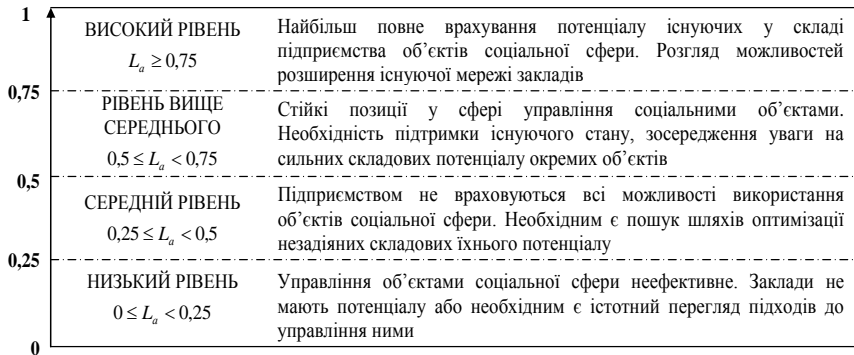 1
ВИСОКИЙ РІВЕНЬ
L_a ≥ 0,75
Найбільш повне врахування потенціалу існуючих у складі
підприємства об’єктів соціальної сфери. Розгляд можливостей
розширення існуючої мережі закладів
0,75
РІВЕНЬ ВИЩЕ
СЕРЕДНЬОГО
0,5 ≤ L_a < 0,75
Стійкі позиції у сфері управління соціальними об’єктами.
Необхідність підтримки існуючого стану, зосередження уваги на
сильних складових потенціалу окремих об’єктів
0,5
СЕРЕДНІЙ РІВЕНЬ
0,25 ≤ L_a < 0,5
Підприємством не враховуються всі можливості використання
об’єктів соціальної сфери. Необхідним є пошук шляхів оптимізації
незадіяних складових їхнього потенціалу
0,25
НИЗЬКИЙ РІВЕНЬ
0 ≤ L_a < 0,25
Управління об’єктами соціальної сфери неефективне. Заклади не
мають потенціалу або необхідним є істотний перегляд підходів до
управління ними
0